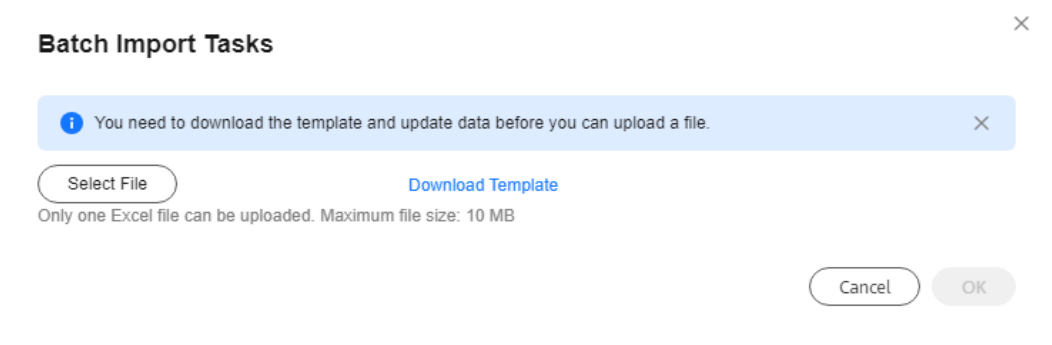 Batch Import Tasks
You need to download the template and update data before you can upload a file.
Select File
Download Template
Only one Excel file can be uploaded. Maximum file size: 10 MB
Cancel
OK